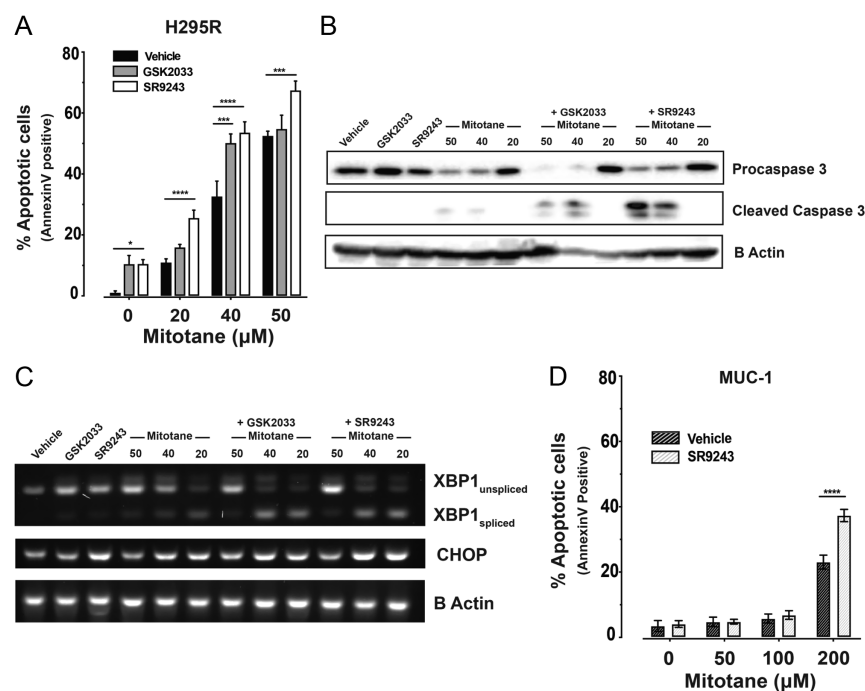 A
H295R
80
60
40
20
0
% Apoptotic cells
(AnnexinV positive)
Vehicle
GSK2033
SR9243
*
****
***
****
***
0 20 40 50
Mitotane (µM)
B
Vehicle GSK2033 SR9243 Mitotane + GSK2033 Mitotane + SR9243 Mitotane
50 40 20 50 40 20 50 40 20
Procaspase 3
Cleaved Caspase 3
B Actin
C
Vehicle GSK2033 SR9243 Mitotane + GSK2033 Mitotane + SR9243 Mitotane
50 40 20 50 40 20 50 40 20
XBP1unspliced
XBP1spliced
CHOP
B Actin
D
MUC-1
80
60
40
20
0
% Apoptotic cells
(AnnexinV Positive)
Vehicle
SR9243
****
0 50 100 200
Mitotane (µM)